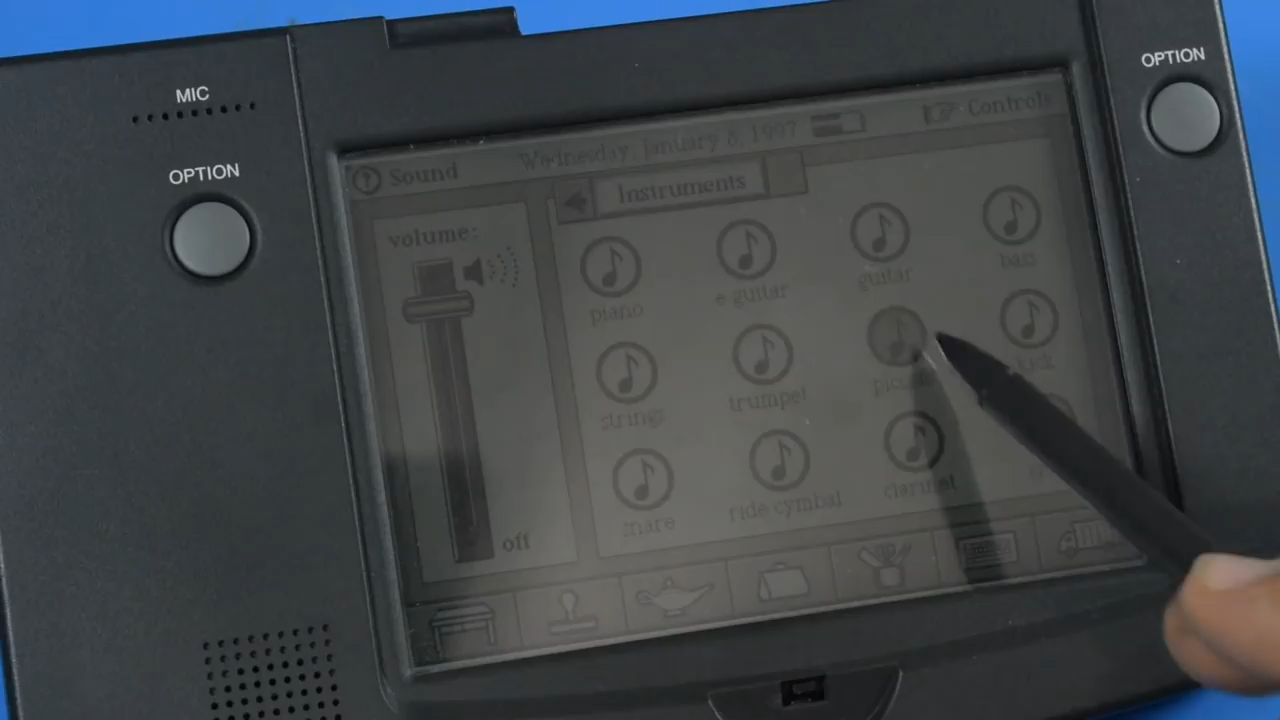 MIC
OPTION
OPTION
Sound
Wednesday, January 8, 1997
Controls
Instruments
volume:
off
piano
e guitar
guitar
bass
strings
trumpet
kick
snare
ride cymbal
clarinet